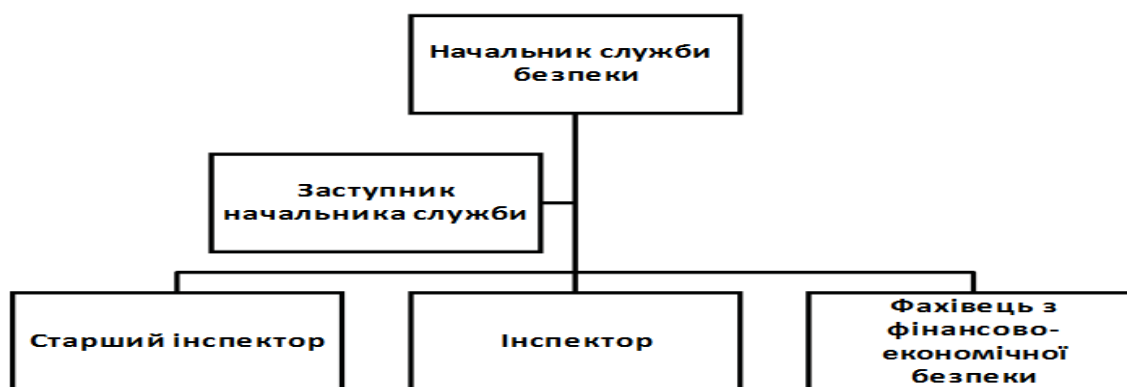 Начальник служби
безпеки
Заступник
начальника служби
Старший інспектор
Інспектор
Фахівець з
фінансово-
економічної
безпеки